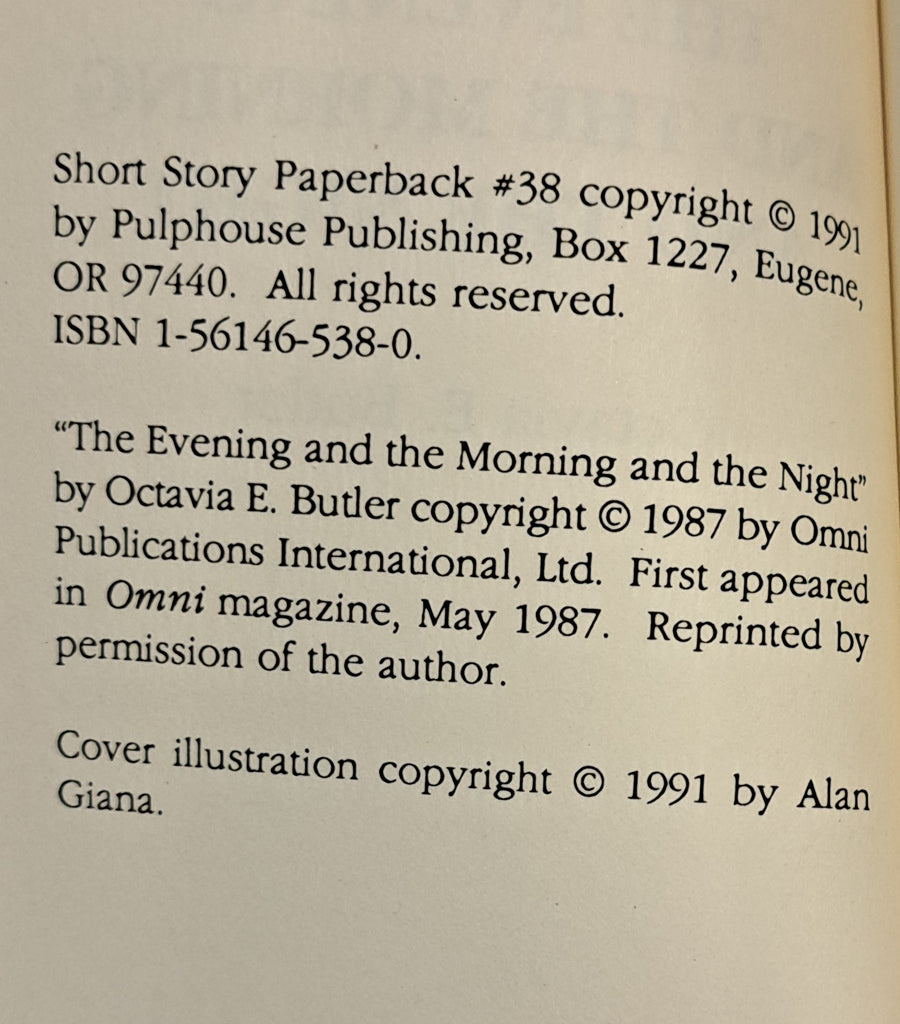 Short Story Paperback #38 copyright © 1991
by Pulphouse Publishing, Box 1227, Eugene,
OR 97440. All rights reserved.
ISBN 1-56146-538-0.
“The Evening and the Morning and the Night”
by Octavia E. Butler copyright © 1987 by Omni
Publications International, Ltd. First appeared
in Omni magazine, May 1987. Reprinted by
permission of the author.
Cover illustration copyright © 1991 by Alan
Giana.